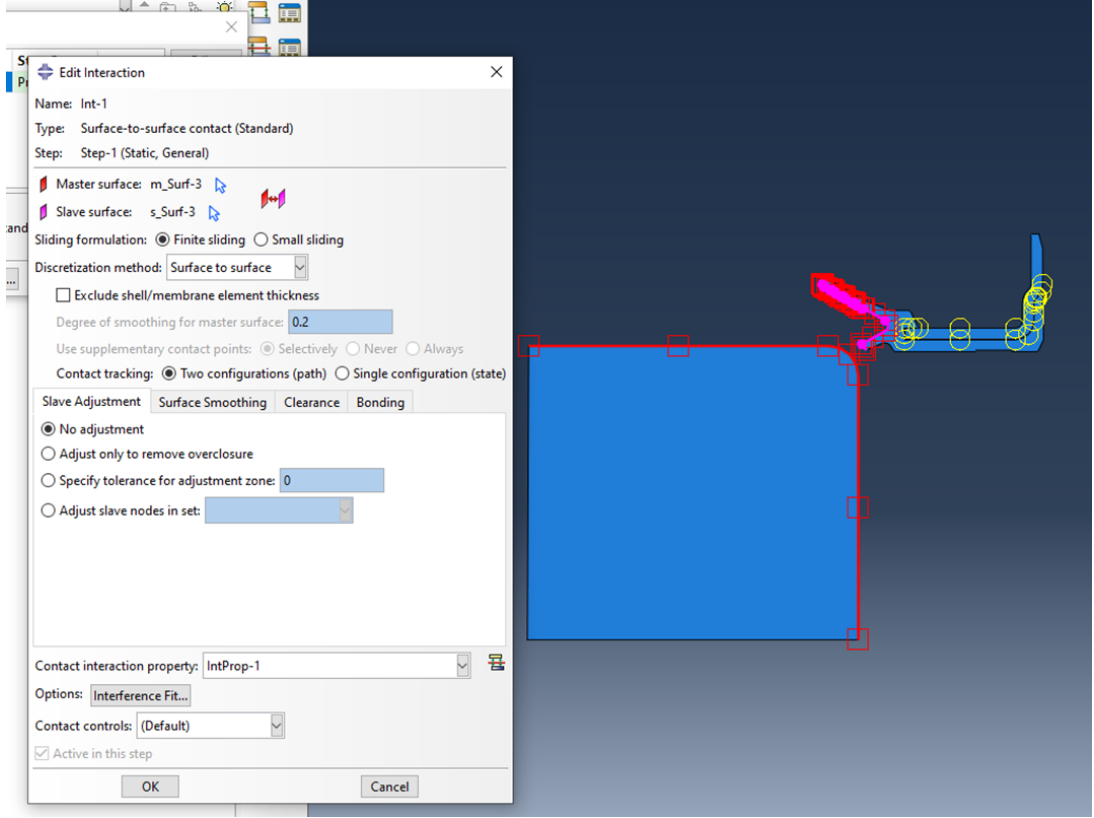 St
Pr
and
...
Edit Interaction
Name: Int-1
Type: Surface-to-surface contact (Standard)
Step: Step-1 (Static, General)
Master surface: m_Surf-3
Slave surface: s_Surf-3
Sliding formulation: Finite sliding Small sliding
Discretization method: Surface to surface
Exclude shell/membrane element thickness
Degree of smoothing for master surface: 0.2
Use supplementary contact points: Selectively Never Always
Contact tracking: Two configurations (path) Single configuration (state)
Slave Adjustment Surface Smoothing Clearance Bonding
No adjustment
Adjust only to remove overclosure
Specify tolerance for adjustment zone: 0
Adjust slave nodes in set:
Contact interaction property: IntProp-1
Options: Interference Fit...
Contact controls: (Default)
Active in this step
OK Cancel